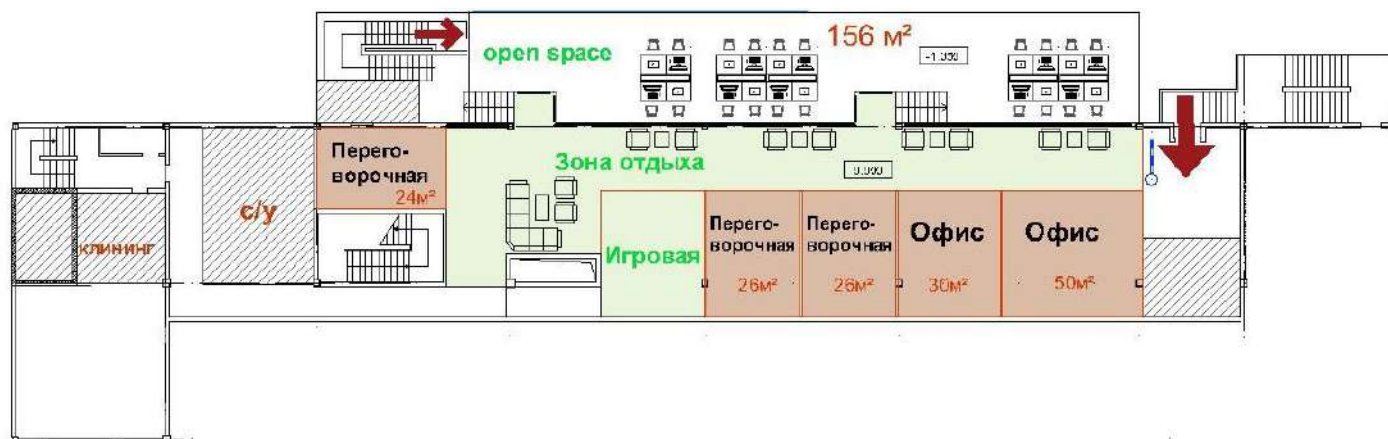 156 м²
open space
-1.000
Перего-
ворочная
24м²
Зона отдыха
0.000
с/у
клининг
Игровая
Перего-
ворочная
26м²
Перего-
ворочная
26м²
Офис
30м²
Офис
50м²